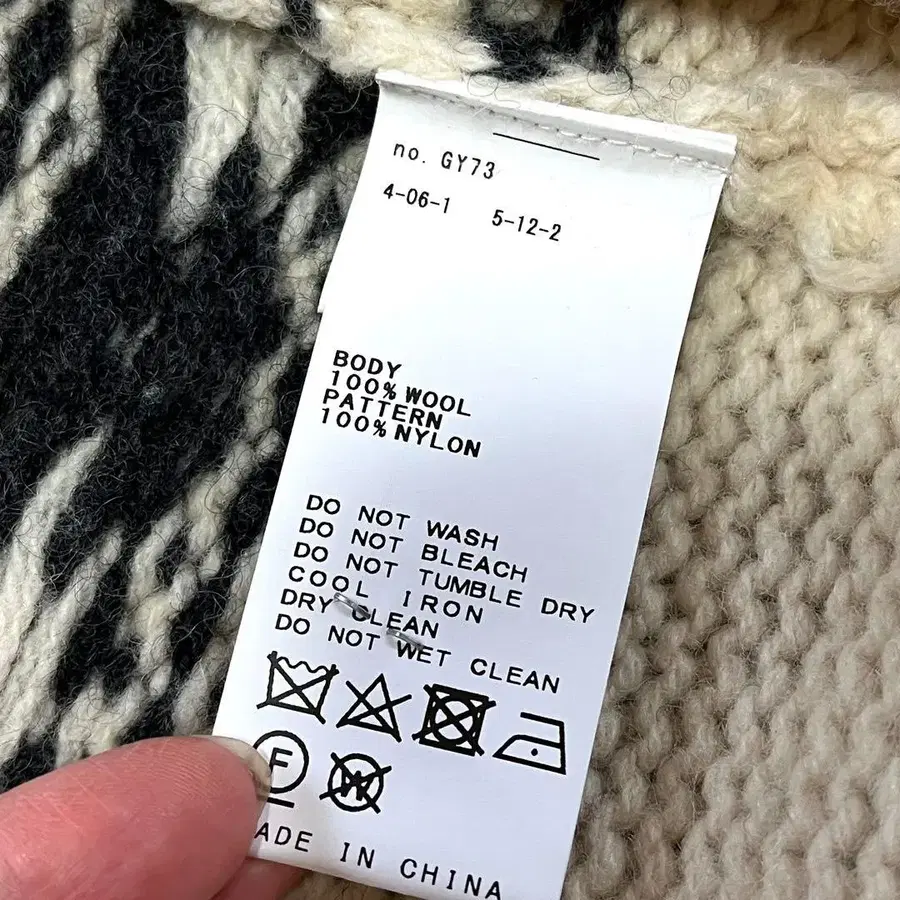 no. GY73
4-06-1 5-12-2
BODY
100% WOOL
PATTERN
100% NYLON
DO NOT WASH
DO NOT BLEACH
DO NOT TUMBLE DRY
COOL IRON
DRY CLEAN
DO NOT WET CLEAN
F W
ADE IN CHINA